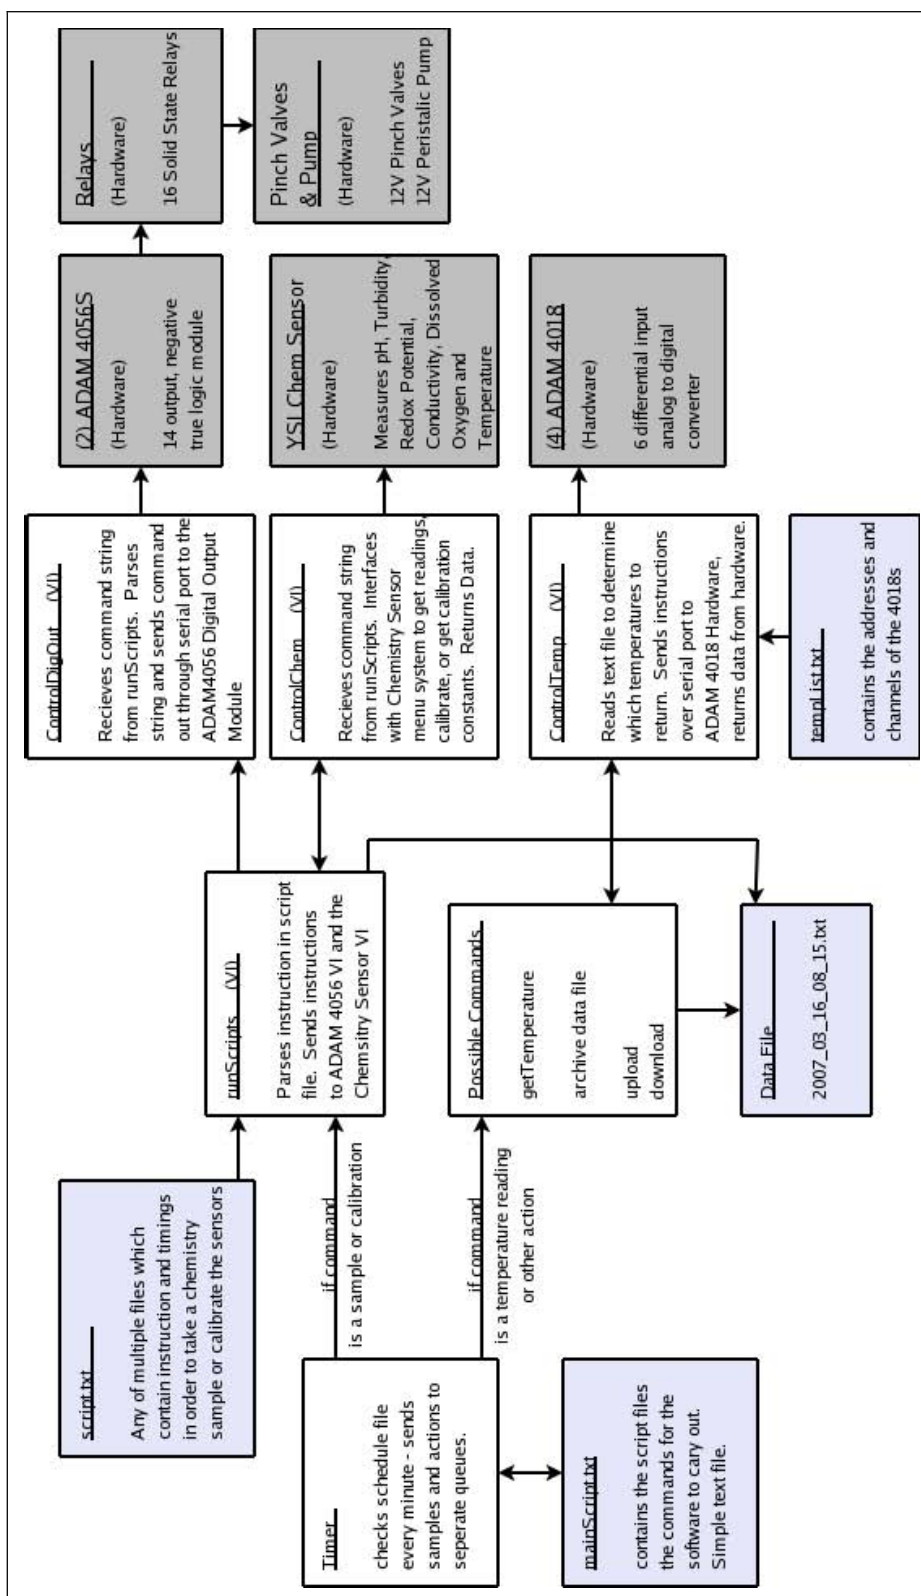 script.txt
Any of multiple files which
contain instruction and timings
in order to take a chemistry
sample or calibrate the sensors
Timer
checks schedule file
every minute - sends
samples and actions to
seperate queues.
mainScript.txt
contains the script files
the commands for the
software to cary out.
Simple text file.
if command
is a sample or calibration
if command
is a temperature reading
or other action
runScripts (VI)
Parses instruction in script
file. Sends instructions
to ADAM 4056 VI and the
Chemsitry Sensor VI
Possible Commands
getTemperature
archive data file
upload
download
Data File
2007_03_16_08_15.txt
ControlDigOut (VI)
Recieves command string
from runScripts. Parses
string and sends command
out through serial port to the
ADAM4056 Digital Output
Module
ControlChem (VI)
Recieves command string
from runScripts. Interfaces
with Chemistry Sensor
menu system to get readings,
calibrate, or get calibration
constants. Returns Data.
ControlTemp (VI)
Reads text file to determine
which temperatures to
return. Sends instructions
over serial port to
ADAM 4018 Hardware,
returns data from hardware.
tempList.txt
contains the addresses and
channels of the 4018s
(2) ADAM 4056S
(Hardware)
14 output, negative
true logic module
YSI Chem Sensor
(Hardware)
Measures pH, Turbidity,
Redox Potential,
Conductivity, Dissolved
Oxygen and
Temperature
(4) ADAM 4018
(Hardware)
6 differential input
analog to digital
converter
Relays
(Hardware)
16 Solid State Relays
Pinch Valves
& Pump
(Hardware)
12V Pinch Valves
12V Peristalic Pump